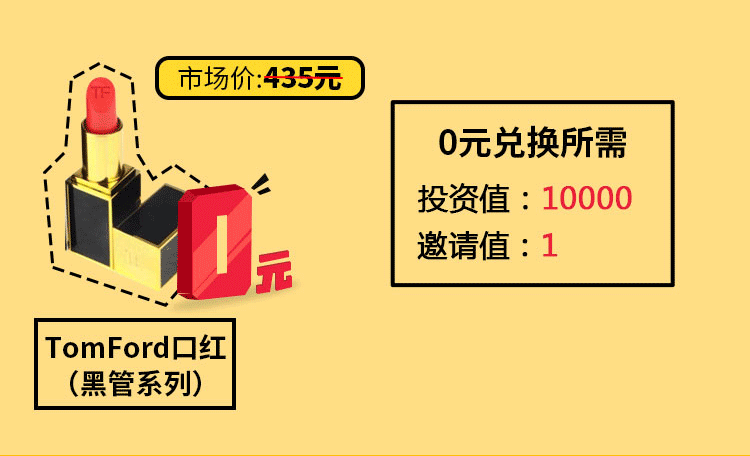 市场价:435元
TF
0元
TomFord口红
（黑管系列）
0元兑换所需
投资值：10000
邀请值：1